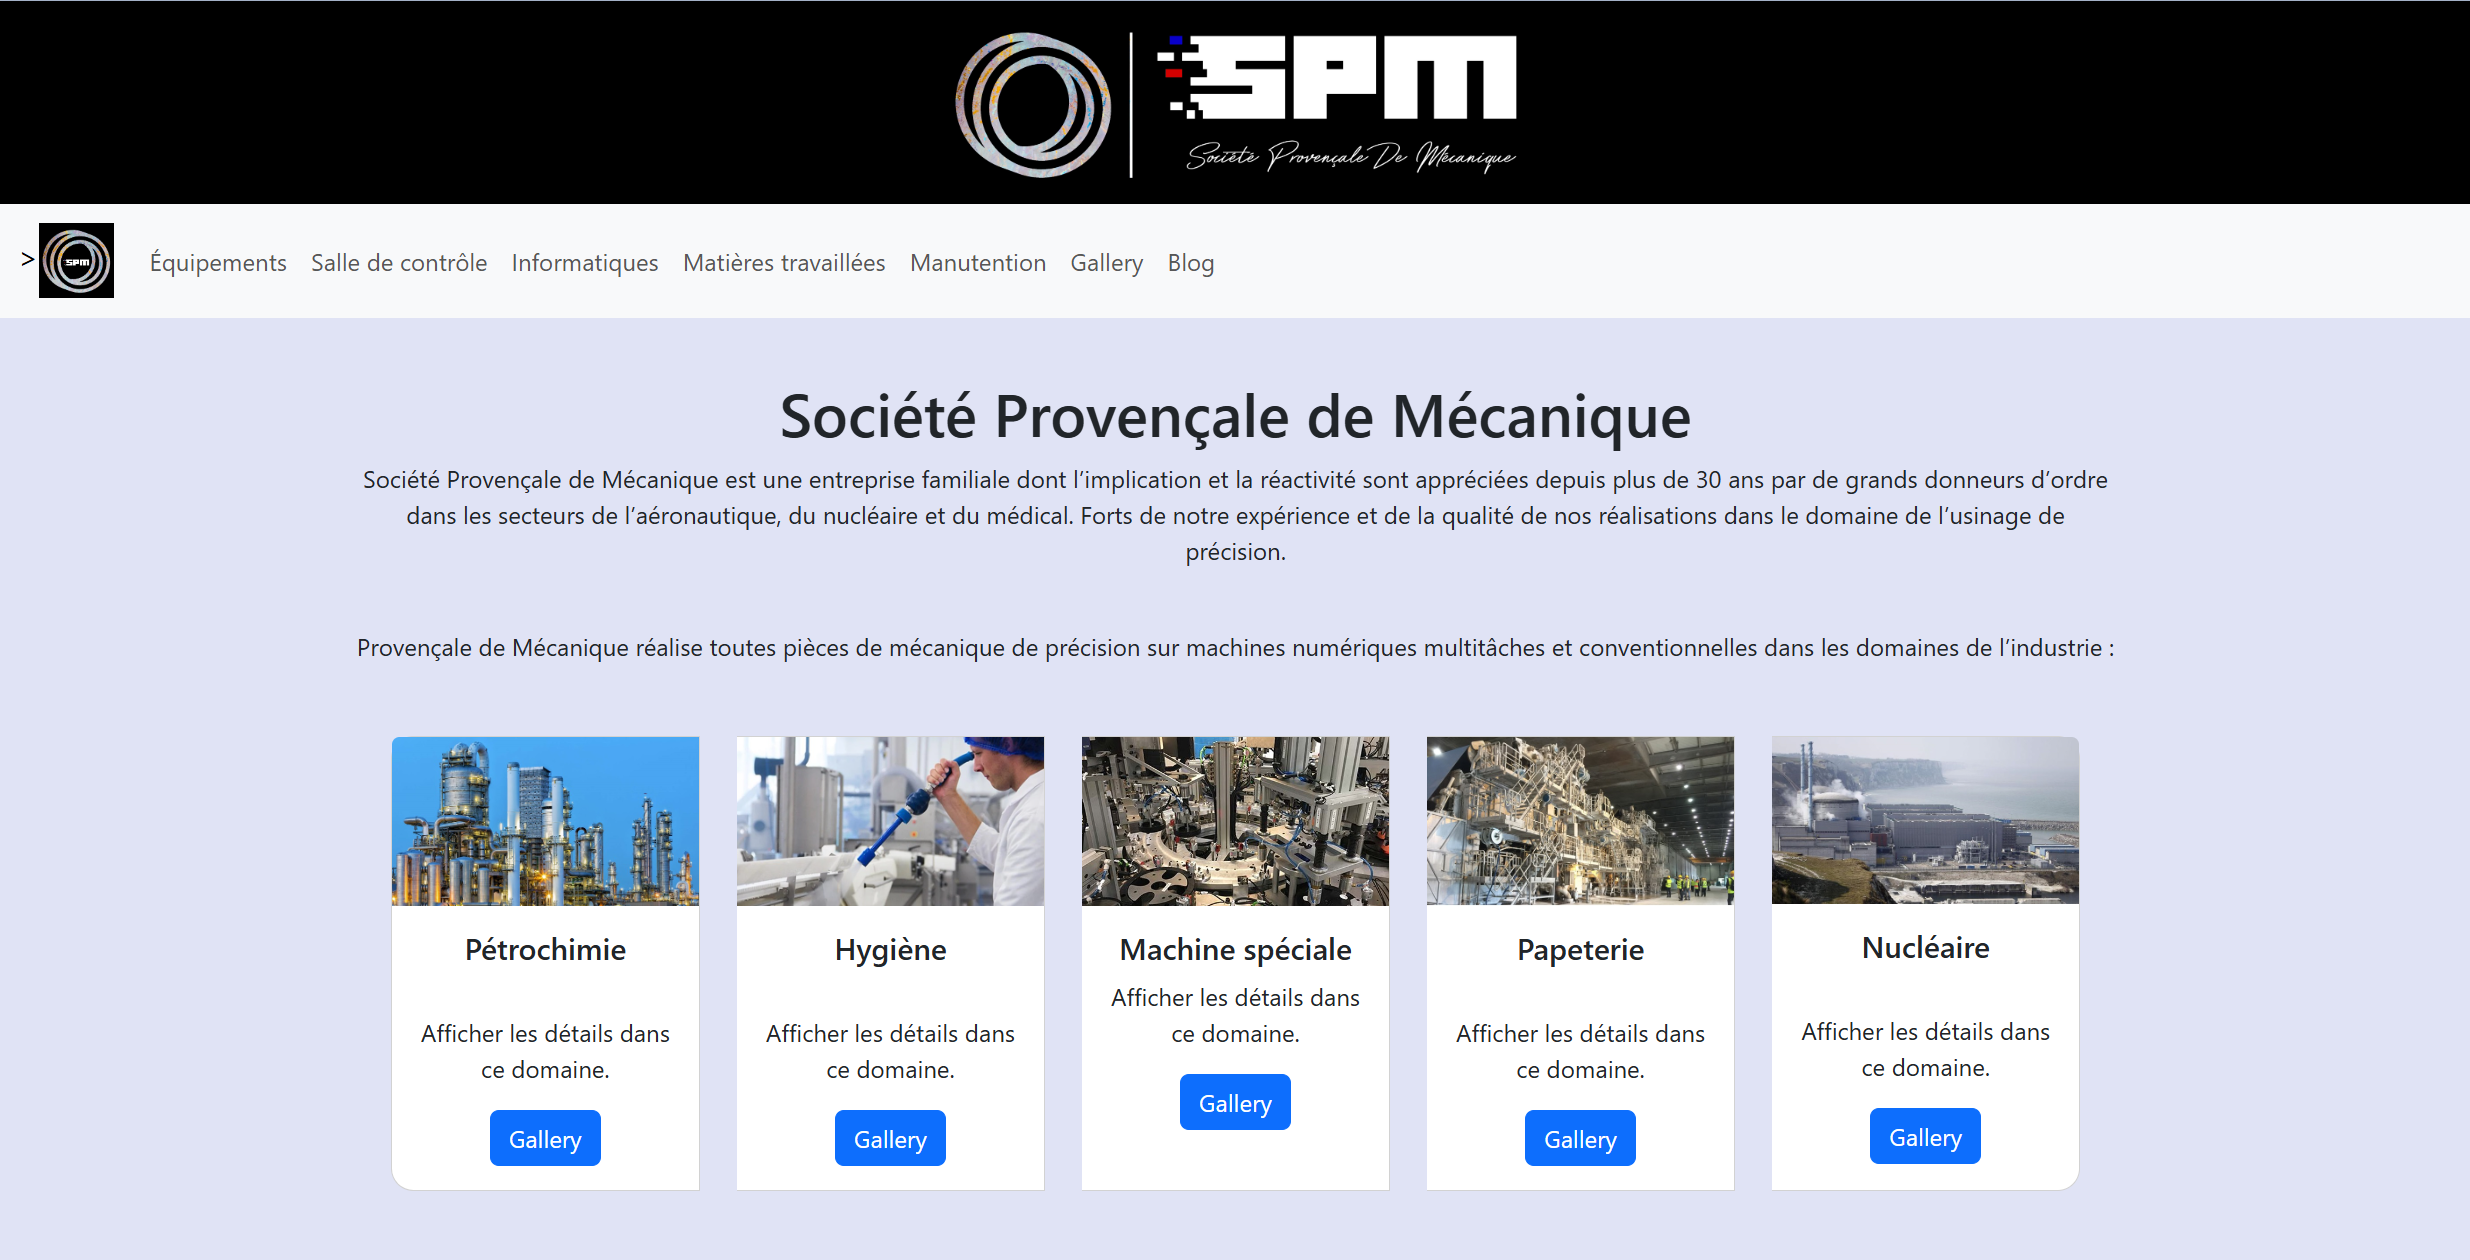 SPM
Société Provençale De Mécanique
>
SPM
Équipements Salle de contrôle Informatiques Matières travaillées Manutention Gallery Blog
Société Provençale de Mécanique
Société Provençale de Mécanique est une entreprise familiale dont l’implication et la réactivité sont appréciées depuis plus de 30 ans par de grands donneurs d’ordre
dans les secteurs de l’aéronautique, du nucléaire et du médical. Forts de notre expérience et de la qualité de nos réalisations dans le domaine de l’usinage de
précision.
Provençale de Mécanique réalise toutes pièces de mécanique de précision sur machines numériques multitâches et conventionnelles dans les domaines de l’industrie :
Pétrochimie
Afficher les détails dans
ce domaine.
Gallery
Hygiène
Afficher les détails dans
ce domaine.
Gallery
Machine spéciale
Afficher les détails dans
ce domaine.
Gallery
Papeterie
Afficher les détails dans
ce domaine.
Gallery
Nucléaire
Afficher les détails dans
ce domaine.
Gallery